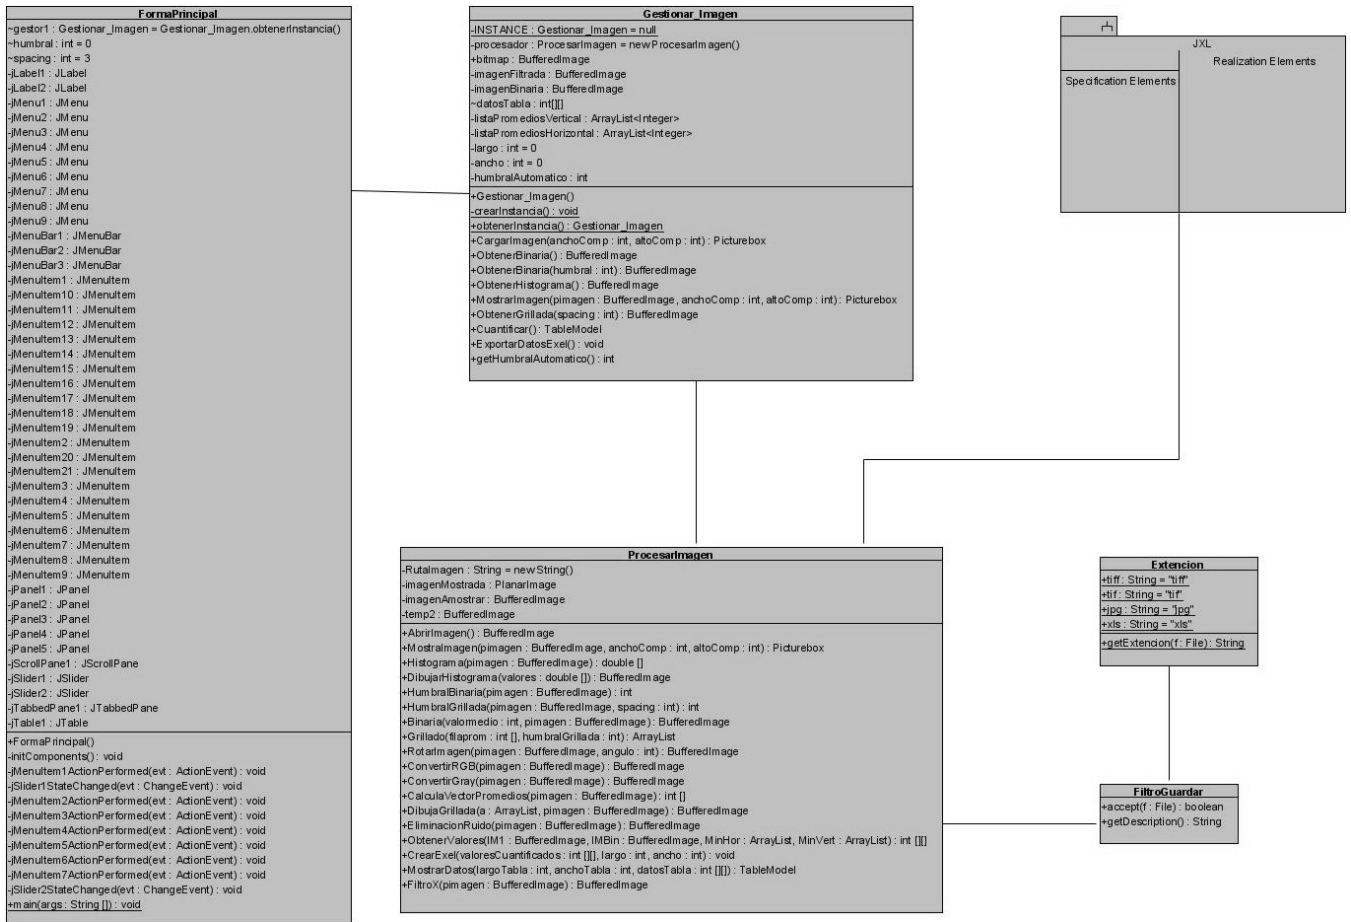 FormaPrincipal
~gestor1 : Gestionar_Imagen = Gestionar_Imagen.obtenerInstancia()
~humbral : int = 0
~spacing : int = 3
-jLabel1 : JLabel
-jLabel2 : JLabel
-jMenu1 : JMenu
-jMenu2 : JMenu
-jMenu3 : JMenu
-jMenu4 : JMenu
-jMenu5 : JMenu
-jMenu6 : JMenu
-jMenu7 : JMenu
-jMenu8 : JMenu
-jMenu9 : JMenu
-jMenuBar1 : JMenuBar
-jMenuBar2 : JMenuBar
-jMenuBar3 : JMenuBar
-jMenuItem1 : JMenuItem
-jMenuItem10 : JMenuItem
-jMenuItem11 : JMenuItem
-jMenuItem12 : JMenuItem
-jMenuItem13 : JMenuItem
-jMenuItem14 : JMenuItem
-jMenuItem15 : JMenuItem
-jMenuItem16 : JMenuItem
-jMenuItem17 : JMenuItem
-jMenuItem18 : JMenuItem
-jMenuItem19 : JMenuItem
-jMenuItem2 : JMenuItem
-jMenuItem20 : JMenuItem
-jMenuItem21 : JMenuItem
-jMenuItem3 : JMenuItem
-jMenuItem4 : JMenuItem
-jMenuItem5 : JMenuItem
-jMenuItem6 : JMenuItem
-jMenuItem7 : JMenuItem
-jMenuItem8 : JMenuItem
-jMenuItem9 : JMenuItem
-jPanel1 : JPanel
-jPanel2 : JPanel
-jPanel3 : JPanel
-jPanel4 : JPanel
-jPanel5 : JPanel
-jScrollPane1 : JScrollPane
-jSlider1 : JSlider
-jSlider2 : JSlider
-jTabbedPane1 : JTabbedPane
-jTable1 : JTable
+FormaPrincipal()
-initComponents() : void
-jMenuItem1ActionPerformed(evt : ActionEvent) : void
-jSlider1StateChanged(evt : ChangeEvent) : void
-jMenuItem2ActionPerformed(evt : ActionEvent) : void
-jMenuItem3ActionPerformed(evt : ActionEvent) : void
-jMenuItem4ActionPerformed(evt : ActionEvent) : void
-jMenuItem5ActionPerformed(evt : ActionEvent) : void
-jMenuItem6ActionPerformed(evt : ActionEvent) : void
-jMenuItem7ActionPerformed(evt : ActionEvent) : void
-jSlider2StateChanged(evt : ChangeEvent) : void
+main(args : String []) : void
Gestionar_Imagen
-INSTANCE : Gestionar_Imagen = null
-procesador : ProcesarImagen = new ProcesarImagen()
+bitmap : BufferedImage
-imagenFiltrada : BufferedImage
-imagenBinaria : BufferedImage
~datosTabla : int[][]
-listaPromediosVertical : ArrayList<Integer>
-listaPromediosHorizontal : ArrayList<Integer>
-largo : int = 0
-ancho : int = 0
-humbralAutomatico : int
+Gestionar_Imagen()
-crearInstancia() : void
+obtenerInstancia() : Gestionar_Imagen
+CargarImagen(anchoComp : int, altoComp : int) : Picturebox
+ObtenerBinaria() : BufferedImage
+ObtenerBinaria(humbral : int) : BufferedImage
+ObtenerHistograma() : BufferedImage
+MostrarImagen(pimagen : BufferedImage, anchoComp : int, altoComp : int) : Picturebox
+ObtenerGrillada(spacing : int) : BufferedImage
+Cuantificar() : TableModel
+ExportarDatosExel() : void
+getHumbralAutomatico() : int
JXL
Realization Elements
Specification Elements
ProcesarImagen
-RutaImagen : String = new String()
-imagenMostrada : PlanarImage
-imagenAmostrar : BufferedImage
-temp2 : BufferedImage
+AbrirImagen() : BufferedImage
+MostraImagen(pimagen : BufferedImage, anchoComp : int, altoComp : int) : Picturebox
+Histograma(pimagen : BufferedImage) : double []
+DibujarHistograma(valores : double []) : BufferedImage
+HumbralBinaria(pimagen : BufferedImage) : int
+HumbralGrillada(pimagen : BufferedImage, spacing : int) : int
+Binaria(valormedio : int, pimagen : BufferedImage) : BufferedImage
+Grillado(filaprom : int [], humbralGrillada : int) : ArrayList
+RotarImagen(pimagen : BufferedImage, angulo : int) : BufferedImage
+ConvertirRGB(pimagen : BufferedImage) : BufferedImage
+ConvertirGray(pimagen : BufferedImage) : BufferedImage
+CalculaVectorPromedios(pimagen : BufferedImage) : int []
+DibujaGrillada(a : ArrayList, pimagen : BufferedImage) : BufferedImage
+EliminacionRuido(pimagen : BufferedImage) : BufferedImage
+ObtenerValores(IM1 : BufferedImage, IMBin : BufferedImage, MinHor : ArrayList, MinVert : ArrayList) : int [][]
+CrearExel(valoresCuantificados : int [][], largo : int, ancho : int) : void
+MostrarDatos(largoTabla : int, anchoTabla : int, datosTabla : int [][]) : TableModel
+FiltroX(pimagen : BufferedImage) : BufferedImage
Extencion
+tiff : String = "tiff"
+tif : String = "tif"
+jpg : String = "jpg"
+xls : String = "xls"
+getExtencion(f : File) : String
FiltroGuardar
+accept(f : File) : boolean
+getDescription() : String